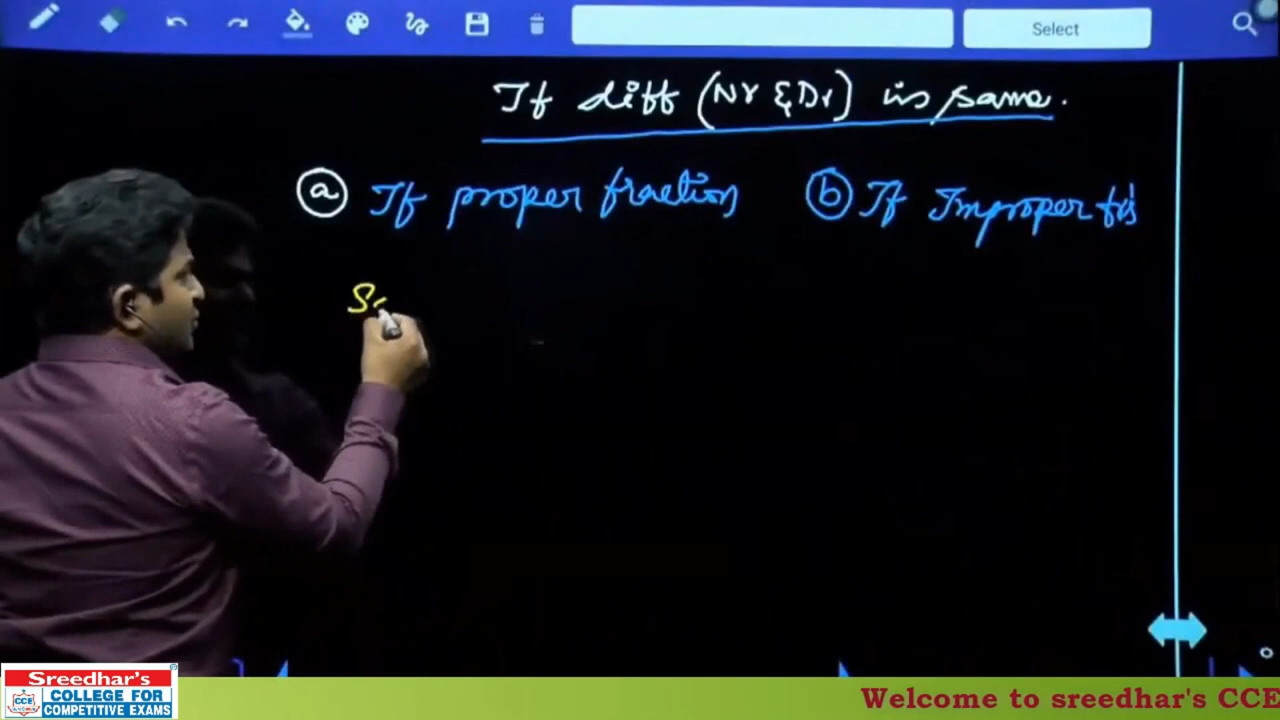 Select
If diff (Nr & Dr) is same.
(a) If proper fraction
(b) If Improper frs
S
Sreedhar's
CCE
COLLEGE FOR
COMPETITIVE EXAMS
Welcome to sreedhar's CCE